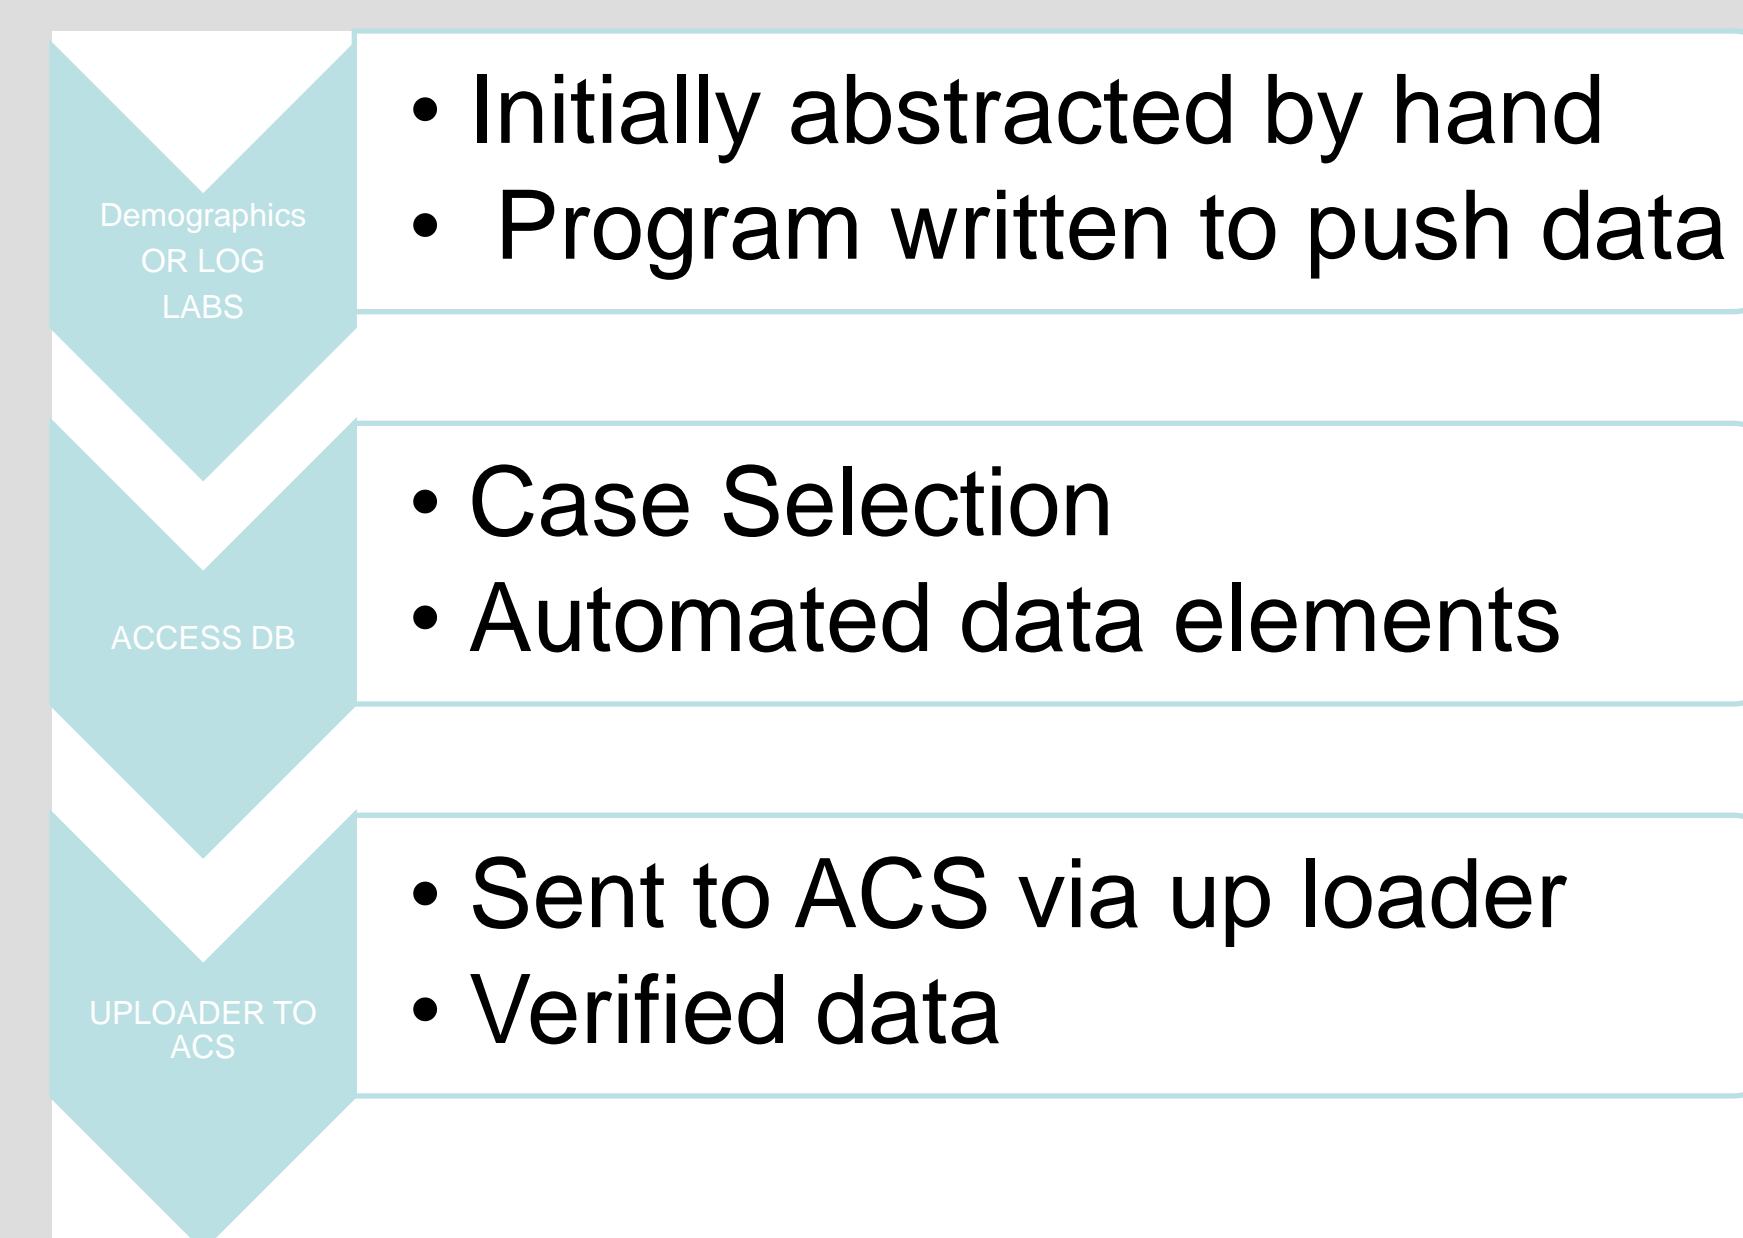 Demographics
OR LOG
LABS
• Initially abstracted by hand
• Program written to push data
ACCESS DB
• Case Selection
• Automated data elements
UPLOADER TO
ACS
• Sent to ACS via up loader
• Verified data